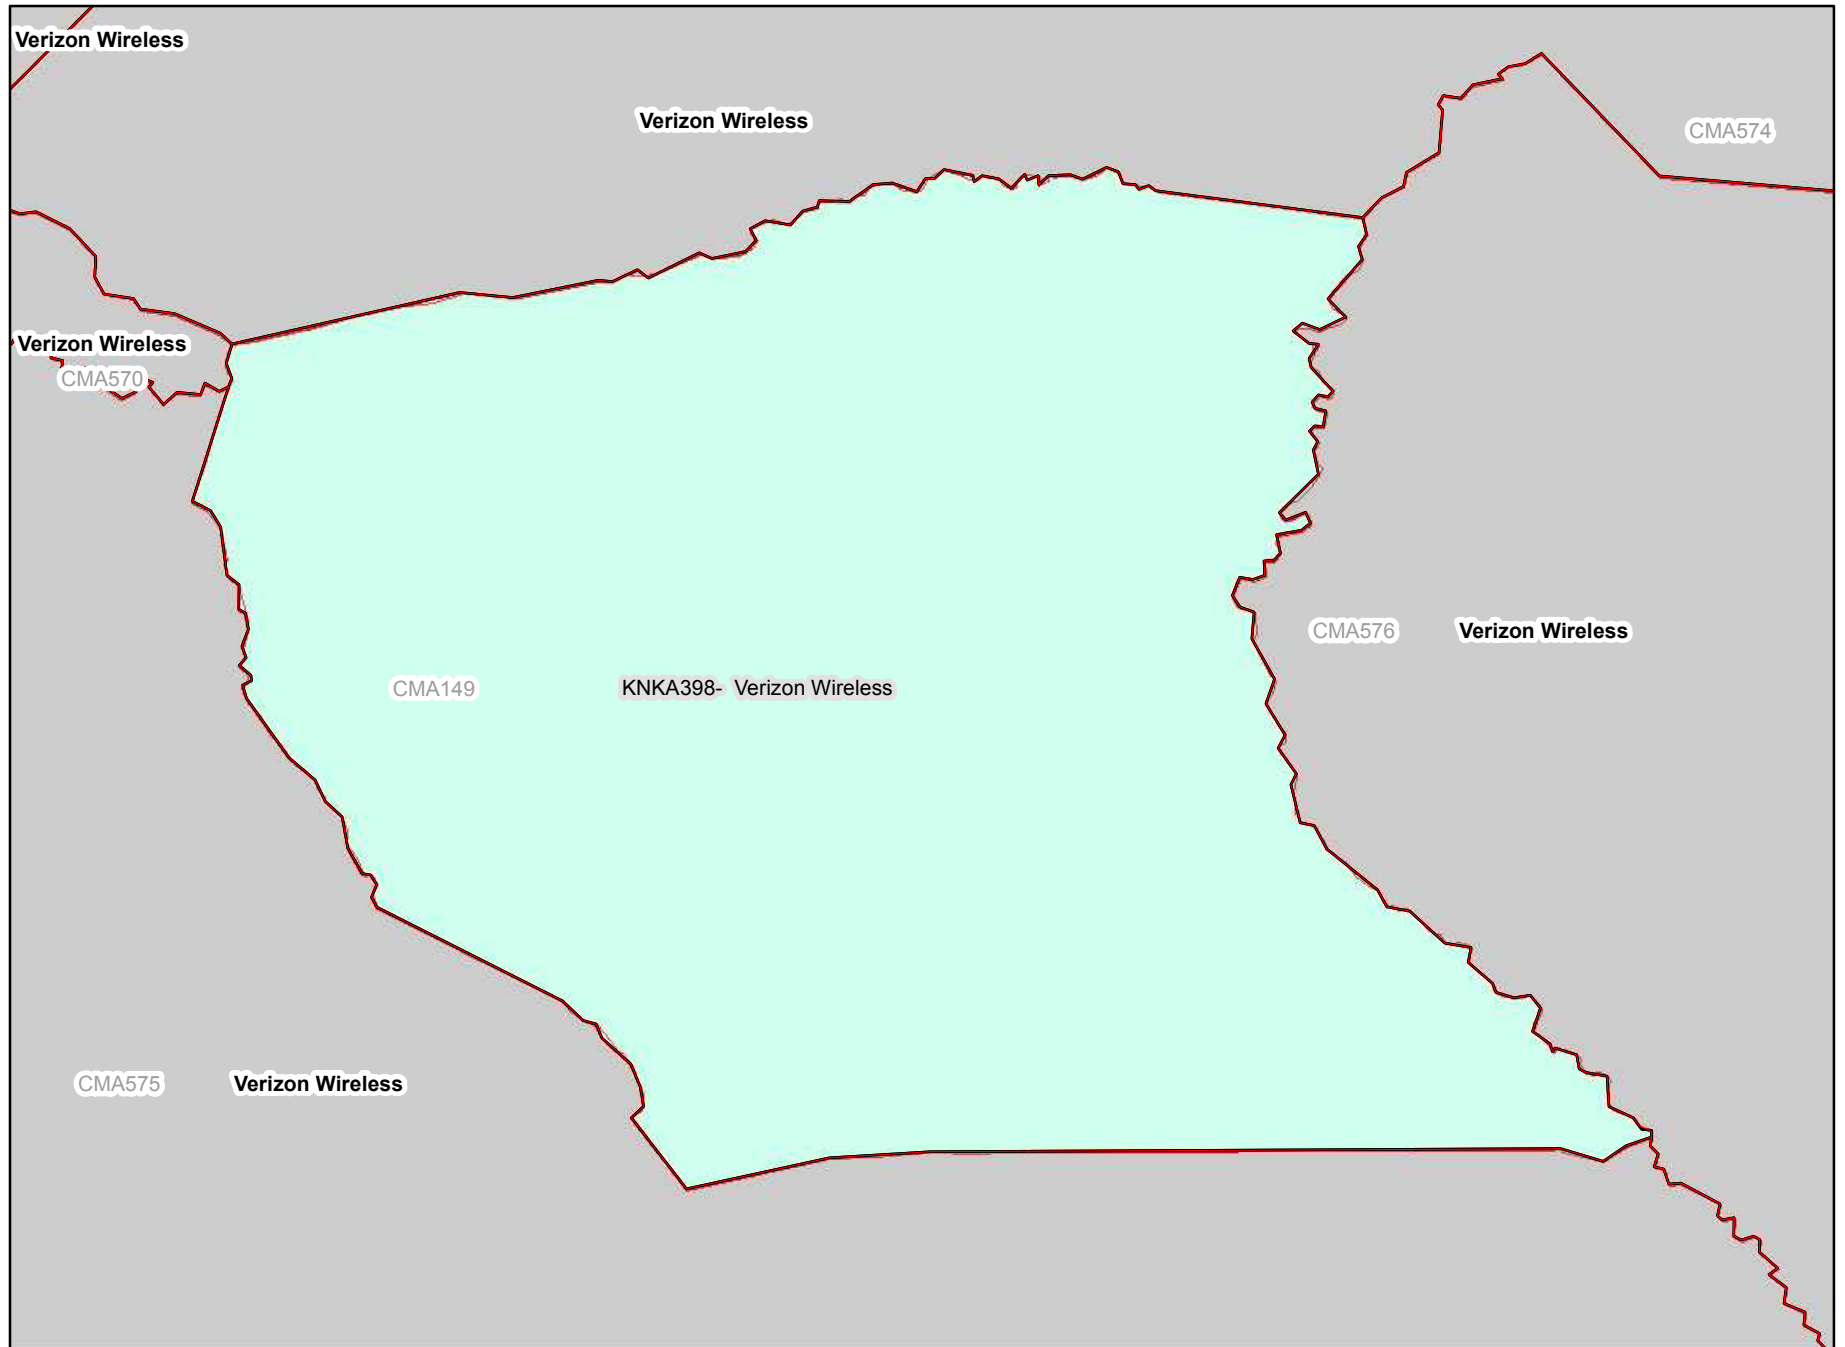 Verizon Wireless
Verizon Wireless
CMA574
Verizon Wireless
CMA570
CMA576 Verizon Wireless
CMA149 KNKA398- Verizon Wireless
CMA575 Verizon Wireless